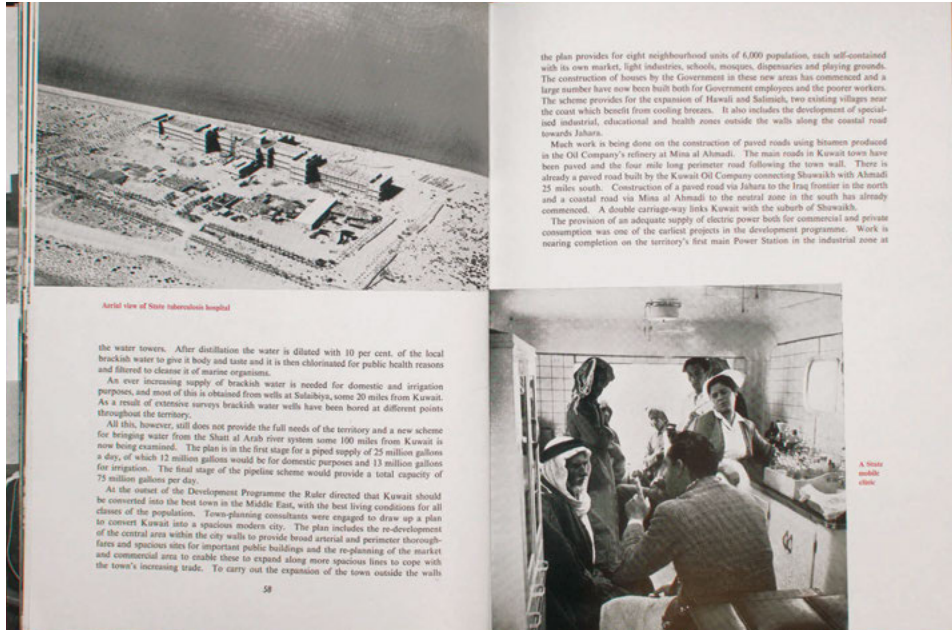 Aerial view of State tuberculosis hospital
the water towers. After distillation the water is diluted with 10 per cent. of the local
brackish water to give it body and taste and it is then chlorinated for public health reasons
and filtered to cleanse it of marine organisms.
An ever increasing supply of brackish water is needed for domestic and irrigation
purposes, and most of this is obtained from wells at Sulaibiya, some 20 miles from Kuwait.
As a result of extensive surveys brackish water wells have been bored at different points
throughout the territory.
All this, however, still does not provide the full needs of the territory and a new scheme
for bringing water from the Shatt al Arab river system some 100 miles from Kuwait is
now being examined. The plan is in the first stage for a piped supply of 25 million gallons
a day, of which 12 million gallons would be for domestic purposes and 13 million gallons
for irrigation. The final stage of the pipeline scheme would provide a total capacity of
75 million gallons per day.
At the outset of the Development Programme the Ruler directed that Kuwait should
be converted into the best town in the Middle East, with the best living conditions for all
classes of the population. Town-planning consultants were engaged to draw up a plan
to convert Kuwait into a spacious modern city. The plan includes the re-development
of the central area within the city walls to provide broad arterial and perimeter thorough-
fares and spacious sites for important public buildings and the re-planning of the market
and commercial area to enable these to expand along more spacious lines to cope with
the town's increasing trade. To carry out the expansion of the town outside the walls
58
the plan provides for eight neighbourhood units of 6,000 population, each self-contained
with its own market, light industries, schools, mosques, dispensaries and playing grounds.
The construction of houses by the Government in these new areas has commenced and a
large number have now been built both for Government employees and the poorer workers.
The scheme provides for the expansion of Hawali and Salimieh, two existing villages near
the coast which benefit from cooling breezes. It also includes the development of special-
ised industrial, educational and health zones outside the walls along the coastal road
towards Jahara.
Much work is being done on the construction of paved roads using bitumen produced
in the Oil Company's refinery at Mina al Ahmadi. The main roads in Kuwait town have
been paved and the four mile long perimeter road following the town wall. There is
already a paved road built by the Kuwait Oil Company connecting Shuwaikh with Ahmadi
25 miles south. Construction of a paved road via Jahara to the Iraq frontier in the north
and a coastal road via Mina al Ahmadi to the neutral zone in the south has already
commenced. A double carriage-way links Kuwait with the suburb of Shuwaikh.
The provision of an adequate supply of electric power both for commercial and private
consumption was one of the earliest projects in the development programme. Work is
nearing completion on the territory's first main Power Station in the industrial zone at
A State
mobile
clinic